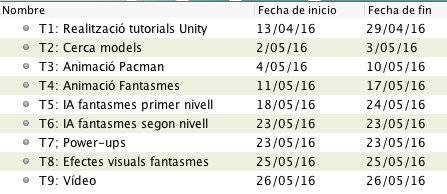 Nombre Fecha de inicio Fecha de fin
T1: Realització tutorials Unity 13/04/16 29/04/16
T2: Cerca models 2/05/16 3/05/16
T3: Animació Pacman 4/05/16 10/05/16
T4: Animació Fantasmes 11/05/16 17/05/16
T5: IA fantasmes primer nivell 18/05/16 24/05/16
T6: IA fantasmes segon nivell 23/05/16 23/05/16
T7; Power-ups 23/05/16 23/05/16
T8: Efectes visuals fantasmes 25/05/16 25/05/16
T9: Vídeo 26/05/16 26/05/16